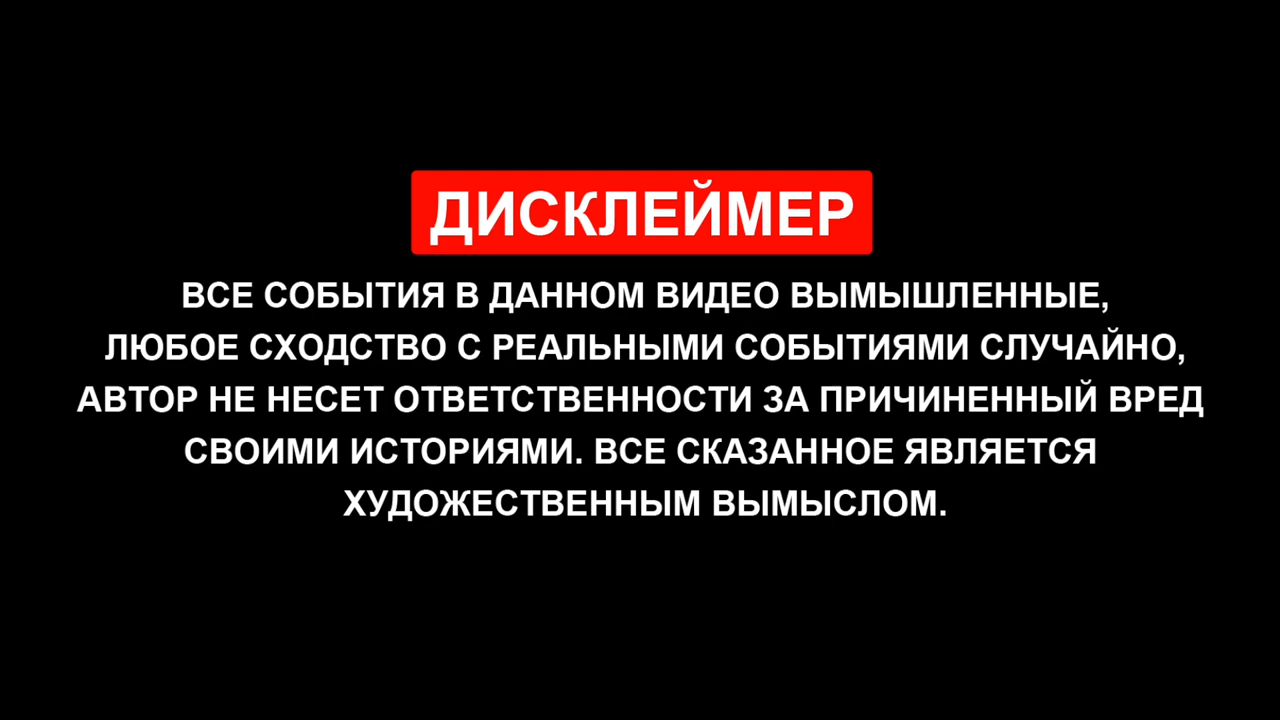 ДИСКЛЕЙМЕР
ВСЕ СОБЫТИЯ В ДАННОМ ВИДЕО ВЫМЫШЛЕННЫЕ,
ЛЮБОЕ СХОДСТВО С РЕАЛЬНЫМИ СОБЫТИЯМИ СЛУЧАЙНО,
АВТОР НЕ НЕСЕТ ОТВЕТСТВЕННОСТИ ЗА ПРИЧИНЕННЫЙ ВРЕД
СВОИМИ ИСТОРИЯМИ. ВСЕ СКАЗАННОЕ ЯВЛЯЕТСЯ
ХУДОЖЕСТВЕННЫМ ВЫМЫСЛОМ.